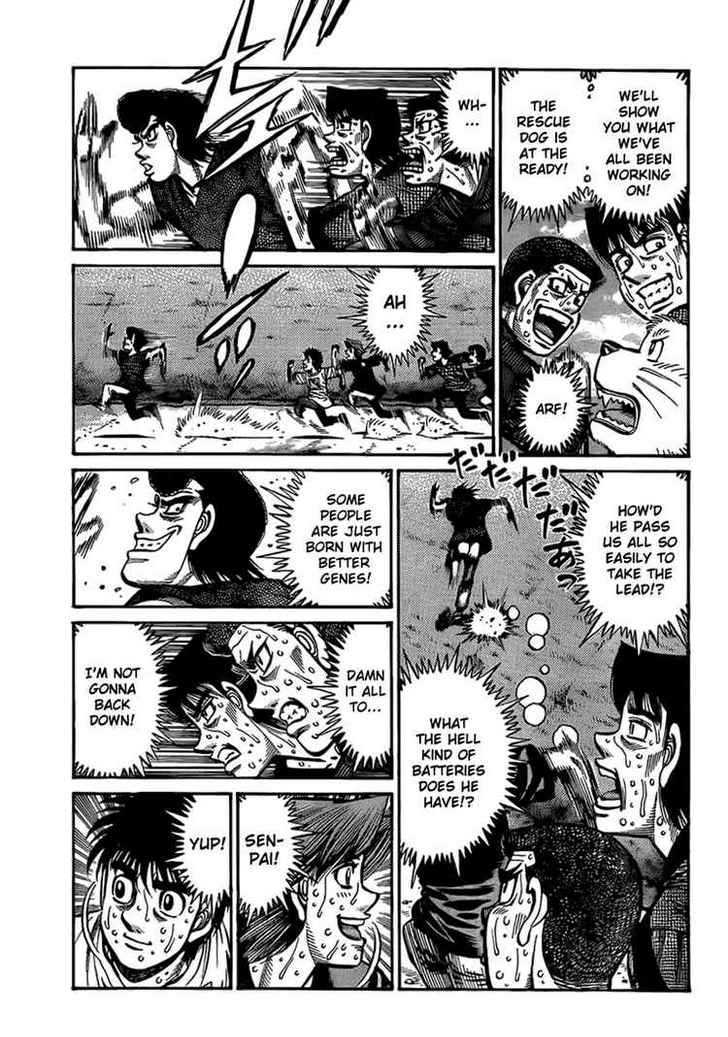 WE'LL
SHOW
YOU WHAT
WE'VE
ALL BEEN
WORKING
ON!
THE
RESCUE
DOG IS
AT THE
READY!
ARF!
WH-
...
AH
...
HOW'D
HE PASS
US ALL SO
EASILY TO
TAKE THE
LEAD!?
だだだだあっ
WHAT
THE HELL
KIND OF
BATTERIES
DOES HE
HAVE!?
SOME
PEOPLE
ARE JUST
BORN WITH
BETTER
GENES!
DAMN
IT ALL
TO...
I'M NOT
GONNA
BACK
DOWN!
SEN-
PAI!
YUP!